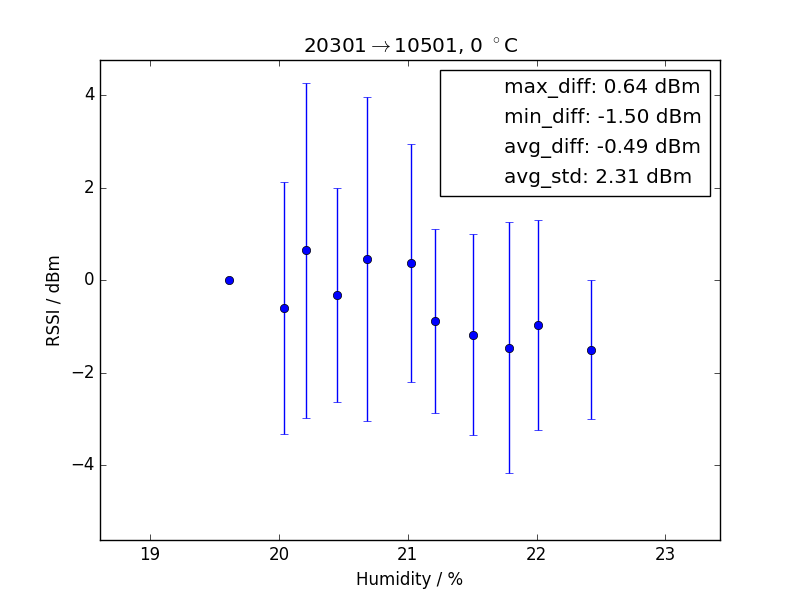 20301→10501, 0 °C
max_diff: 0.64 dBm
min_diff: -1.50 dBm
avg_diff: -0.49 dBm
avg_std: 2.31 dBm
RSSI / dBm
4
2
0
−2
−4
19 20 21 22 23
Humidity / %